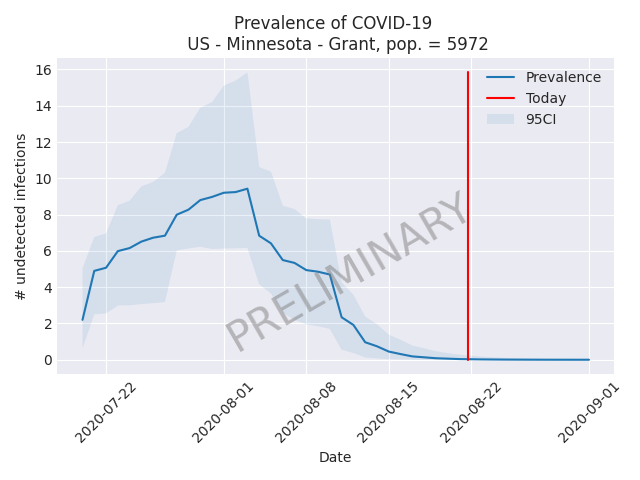 Prevalence of COVID-19
US - Minnesota - Grant, pop. = 5972
16
14
12
10
8
6
4
2
0
# undetected infections
Prevalence
Today
95CI
PRELIMINARY
2020-07-22
2020-08-01
2020-08-08
2020-08-15
2020-08-22
2020-09-01
Date